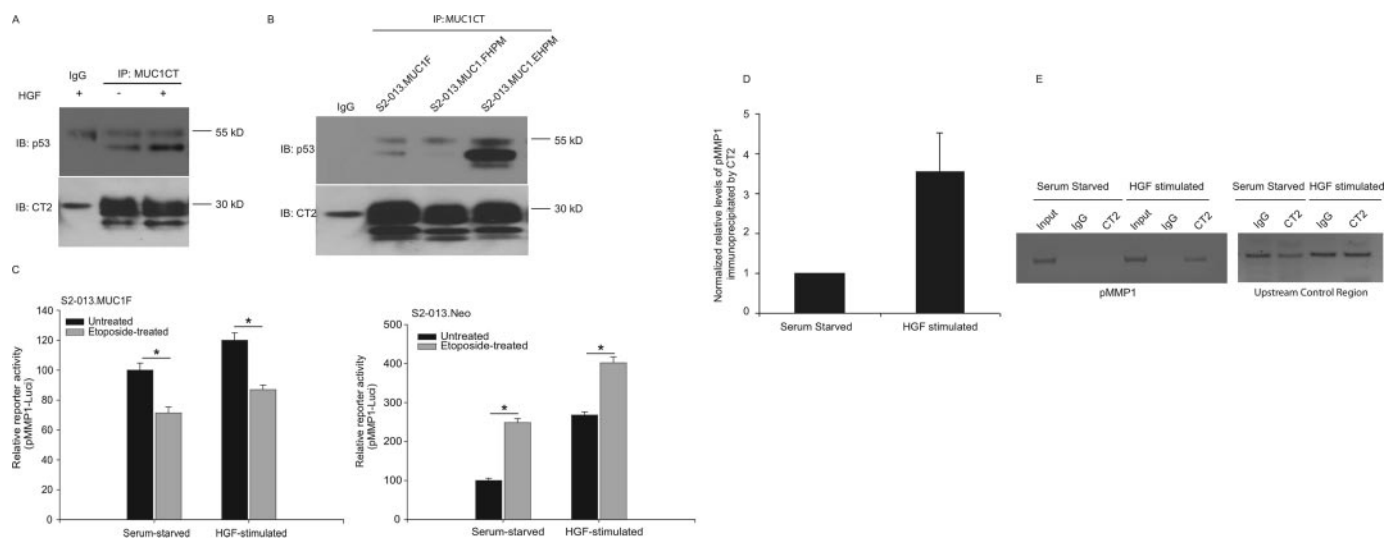 A
IgG
IP: MUC1CT
HGF
+
-
+
IB: p53
55 kD
IB: CT2
30 kD
B
IP:MUC1CT
IgG
S2-013.MUC1F
S2-013.MUC1.FHPM
S2-013.MUC1.EHPM
IB: p53
55 kD
IB: CT2
30 kD
C
S2-013.MUC1F
Untreated
Etoposide-treated
*
*
Relative reporter activity
(pMMP1-Luci)
140
120
100
80
60
40
20
0
Serum-starved
HGF-stimulated
S2-013.Neo
Untreated
Etoposide-treated
*
*
Relative reporter activity
(pMMP1-Luci)
500
400
300
200
100
0
Serum-starved
HGF-stimulated
D
Normalized relative levels of pMMP1
immunoprecipitated by CT2
5
4
3
2
1
0
Serum Starved
HGF stimulated
E
Serum Starved
HGF stimulated
Input
IgG
CT2
Input
IgG
CT2
pMMP1
Serum Starved
HGF stimulated
IgG
CT2
IgG
CT2
Upstream Control Region